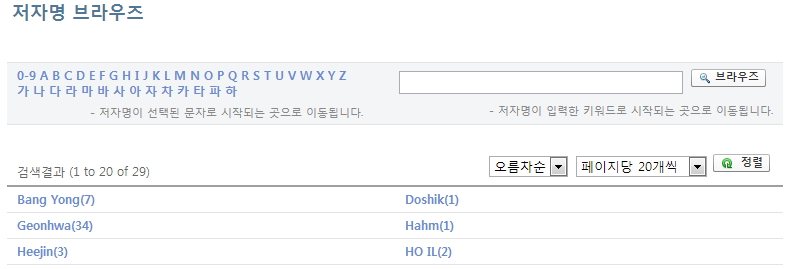 저자명 브라우즈
0-9 A B C D E F G H I J K L M N O P Q R S T U V W X Y Z
가 나 다 라 마 바 사 아 자 차 카 타 파 하
브라우즈
- 저자명이 선택된 문자로 시작되는 곳으로 이동됩니다.
- 저자명이 입력한 키워드로 시작되는 곳으로 이동됩니다.
검색결과 (1 to 20 of 29)
오름차순 페이지당 20개씩 정렬
Bang Yong(7) Doshik(1)
Geonhwa(34) Hahm(1)
Heejin(3) HO IL(2)